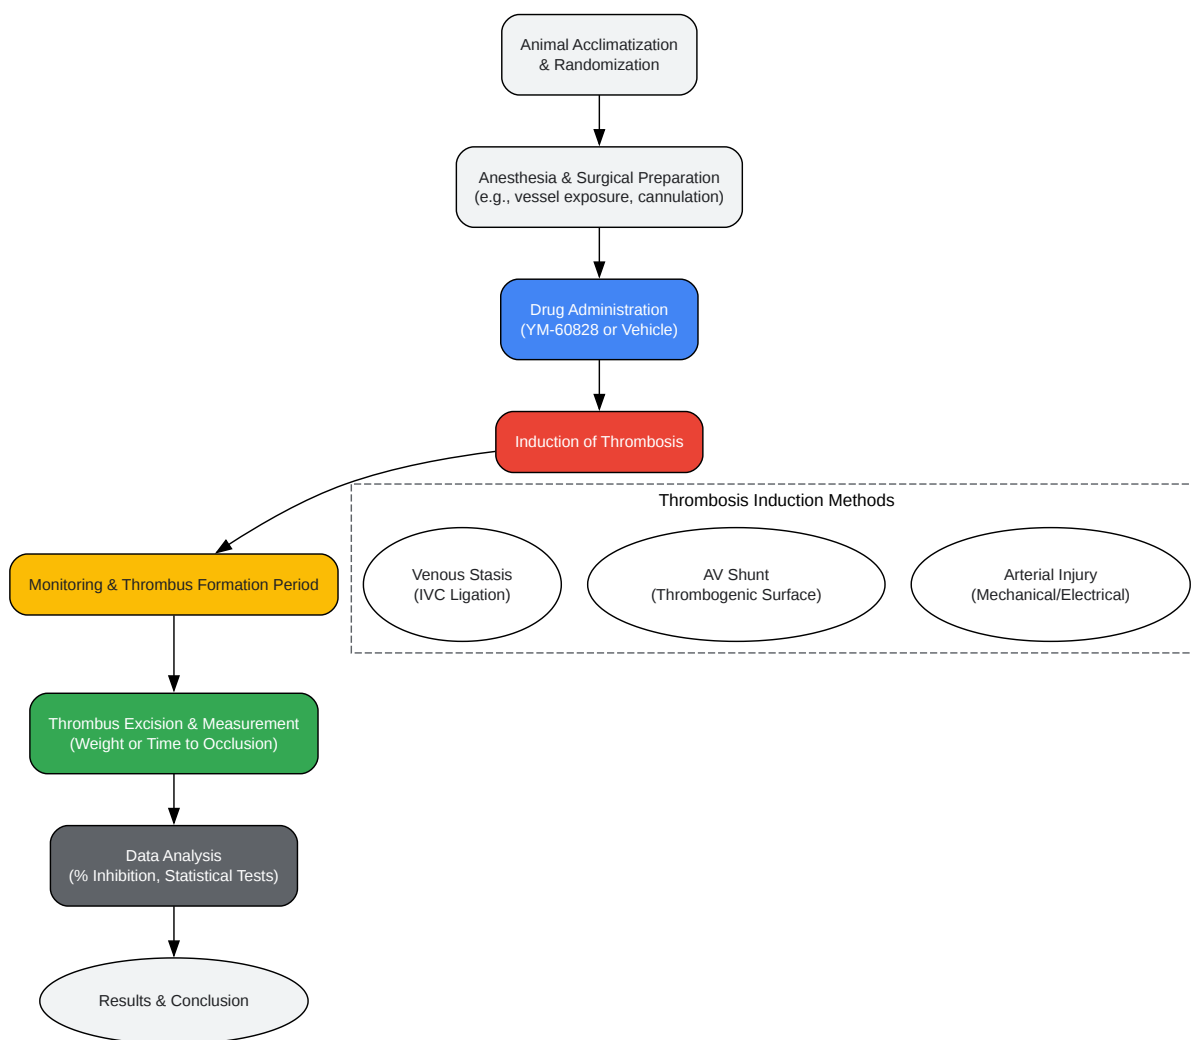 Animal Acclimatization
& Randomization
Anesthesia & Surgical Preparation
(e.g., vessel exposure, cannulation)
Drug Administration
(YM-60828 or Vehicle)
Induction of Thrombosis
Thrombosis Induction Methods
Venous Stasis
(IVC Ligation)
AV Shunt
(Thrombogenic Surface)
Arterial Injury
(Mechanical/Electrical)
Monitoring & Thrombus Formation Period
Thrombus Excision & Measurement
(Weight or Time to Occlusion)
Data Analysis
(% Inhibition, Statistical Tests)
Results & Conclusion